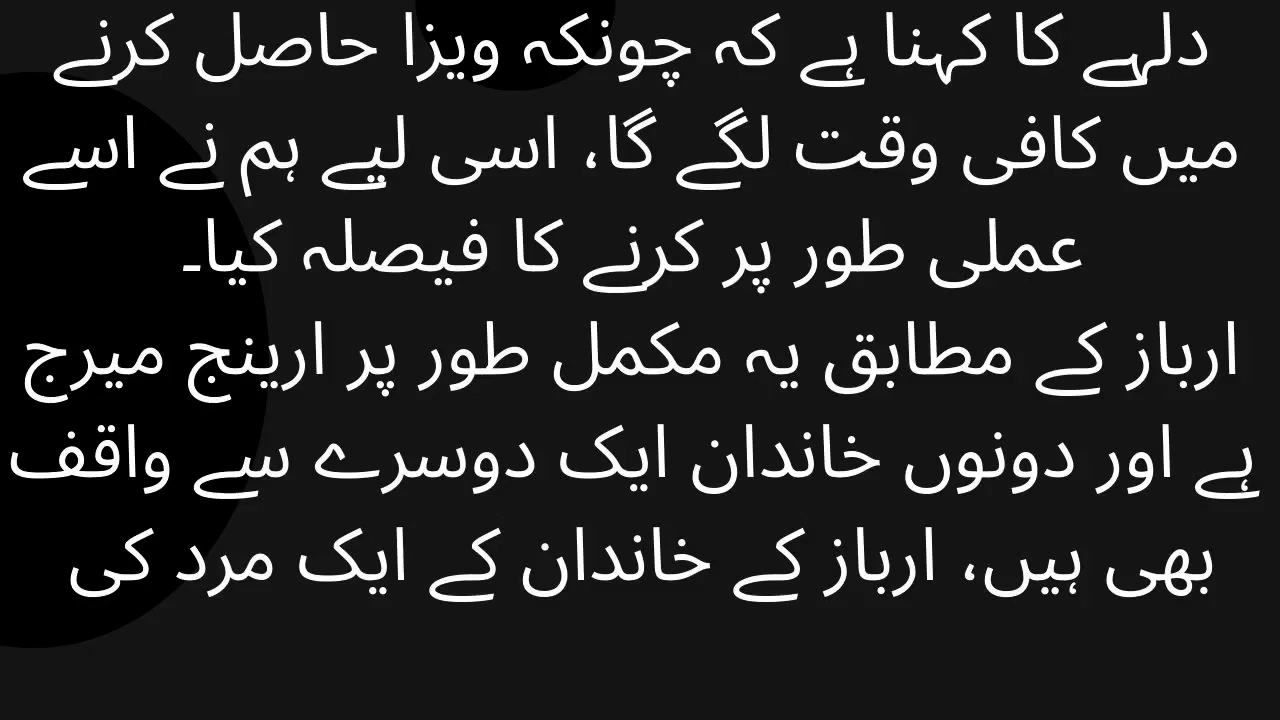 دلہے کا کہنا ہے کہ چونکہ ویزا حاصل کرنے
میں کافی وقت لگے گا، اسی لیے ہم نے اسے
عملی طور پر کرنے کا فیصلہ کیا۔
ارباز کے مطابق یہ مکمل طور پر ارینج میرج
ہے اور دونوں خاندان ایک دوسرے سے واقف
بھی ہیں، ارباز کے خاندان کے ایک مرد کی